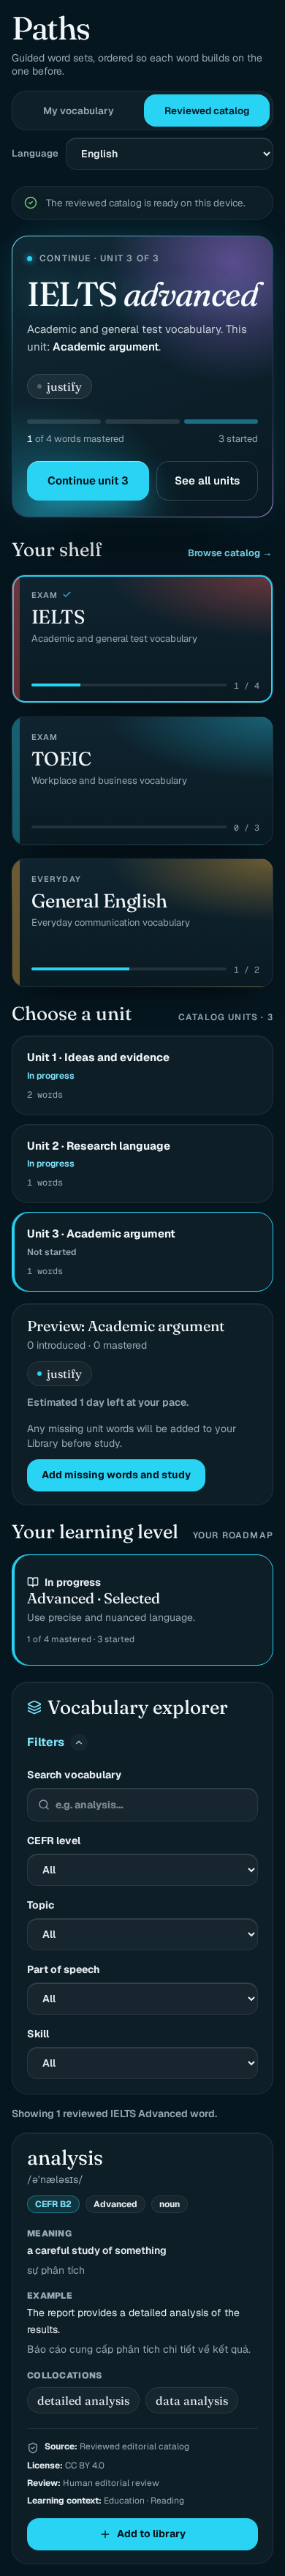 Paths
Guided word sets, ordered so each word builds on the
one before.
My vocabulary
Reviewed catalog
Language
English
The reviewed catalog is ready on this device.
CONTINUE · UNIT 3 OF 3
IELTS advanced
Academic and general test vocabulary. This
unit: Academic argument.
justify
1 of 4 words mastered
3 started
Continue unit 3
See all units
Your shelf
Browse catalog →
EXAM
IELTS
Academic and general test vocabulary
1 / 4
EXAM
TOEIC
Workplace and business vocabulary
0 / 3
EVERYDAY
General English
Everyday communication vocabulary
1 / 2
Choose a unit
CATALOG UNITS · 3
Unit 1 · Ideas and evidence
In progress
2 words
Unit 2 · Research language
In progress
1 words
Unit 3 · Academic argument
Not started
1 words
Preview: Academic argument
0 introduced · 0 mastered
justify
Estimated 1 day left at your pace.
Any missing unit words will be added to your
Library before study.
Add missing words and study
Your learning level
YOUR ROADMAP
In progress
Advanced · Selected
Use precise and nuanced language.
1 of 4 mastered · 3 started
Vocabulary explorer
Filters
Search vocabulary
e.g. analysis...
CEFR level
All
Topic
All
Part of speech
All
Skill
All
Showing 1 reviewed IELTS Advanced word.
analysis
/əˈnæləsɪs/
CEFR B2
Advanced
noun
MEANING
a careful study of something
sự phân tích
EXAMPLE
The report provides a detailed analysis of the
results.
Báo cáo cung cấp phân tích chi tiết về kết quả.
COLLOCATIONS
detailed analysis
data analysis
Source: Reviewed editorial catalog
License: CC BY 4.0
Review: Human editorial review
Learning context: Education · Reading
+ Add to library